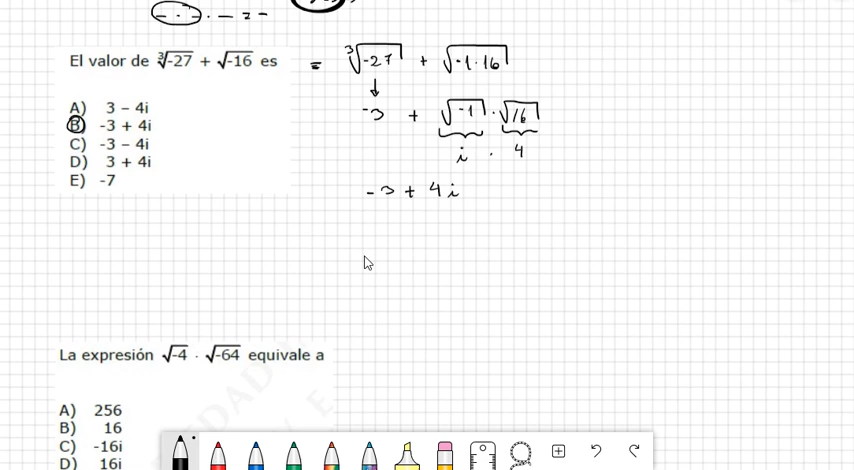 El valor de ∛-27 + √-16 es
= ∛-27 + √-1·16
↓
-3 + √-1 · √16
i · 4
-3 + 4i
A) 3 – 4i
B) -3 + 4i
C) -3 – 4i
D) 3 + 4i
E) -7
La expresión √-4 · √-64 equivale a
A) 256
B) 16
C) -16i
D) 16i